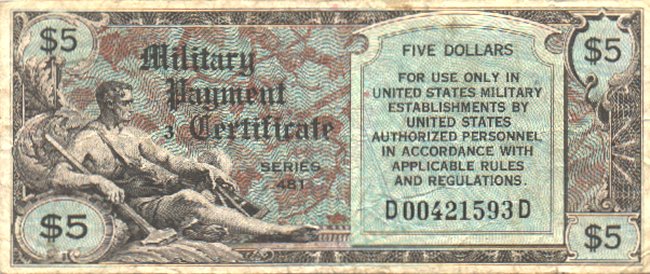 $5
Military
Payment
3 Certificate
SERIES
481
$5
FIVE DOLLARS
FOR USE ONLY IN
UNITED STATES MILITARY
ESTABLISHMENTS BY
UNITED STATES
AUTHORIZED PERSONNEL
IN ACCORDANCE WITH
APPLICABLE RULES
AND REGULATIONS.
D00421593D
$5
$5